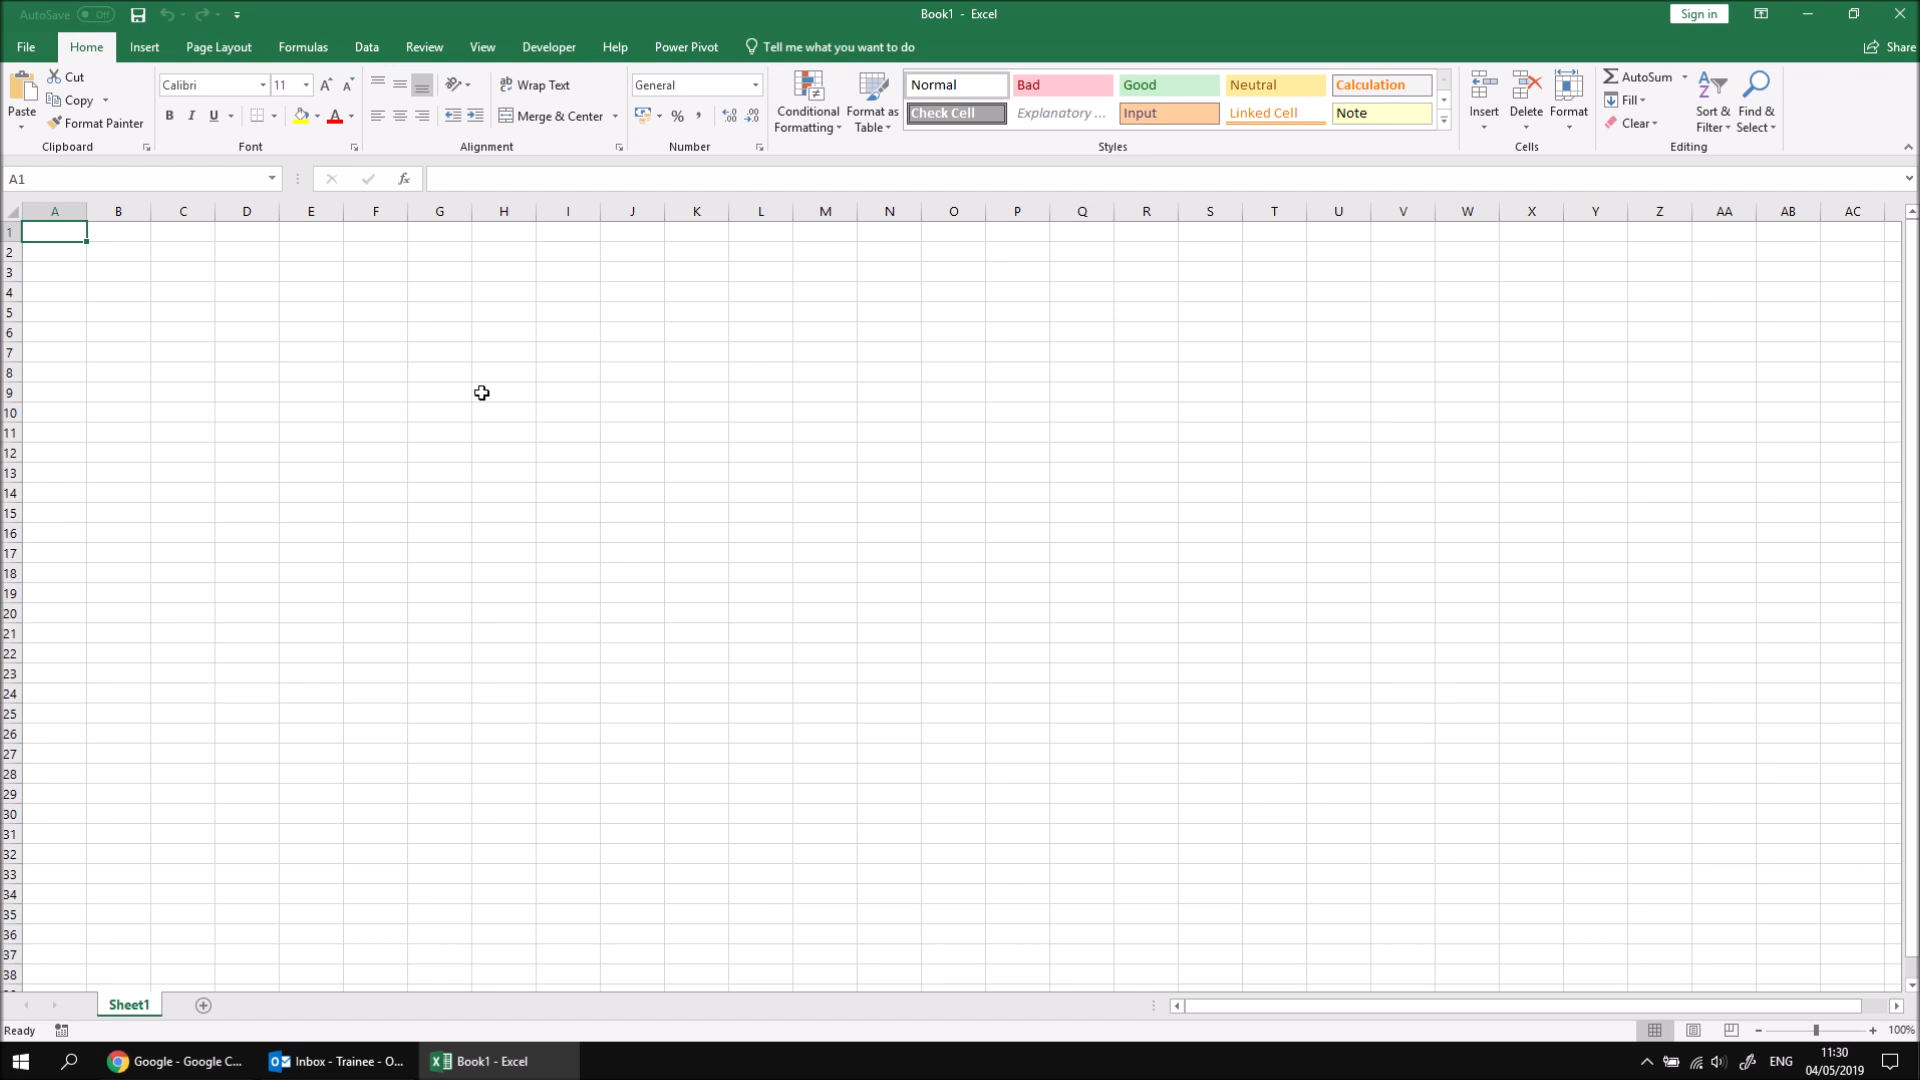 AutoSave Off
Book1 - Excel
Sign in
File Home Insert Page Layout Formulas Data Review View Developer Help Power Pivot Tell me what you want to do Share
Paste
Cut
Copy
Format Painter
Clipboard
Calibri 11
B I U
Font
Wrap Text
Merge & Center
Alignment
General
%
Number
Conditional Formatting
Format as Table
Normal Bad Good Neutral Calculation
Check Cell Explanatory ... Input Linked Cell Note
Styles
Insert Delete Format
Cells
AutoSum
Fill
Clear
Sort & Filter
Find & Select
Editing
A1 fx
A B C D E F G H I J K L M N O P Q R S T U V W X Y Z AA AB AC
1
2
3
4
5
6
7
8
9
10
11
12
13
14
15
16
17
18
19
20
21
22
23
24
25
26
27
28
29
30
31
32
33
34
35
36
37
38
Sheet1
Ready
100%
Google - Google C...
Inbox - Trainee - O...
Book1 - Excel
ENG
11:30
04/05/2019